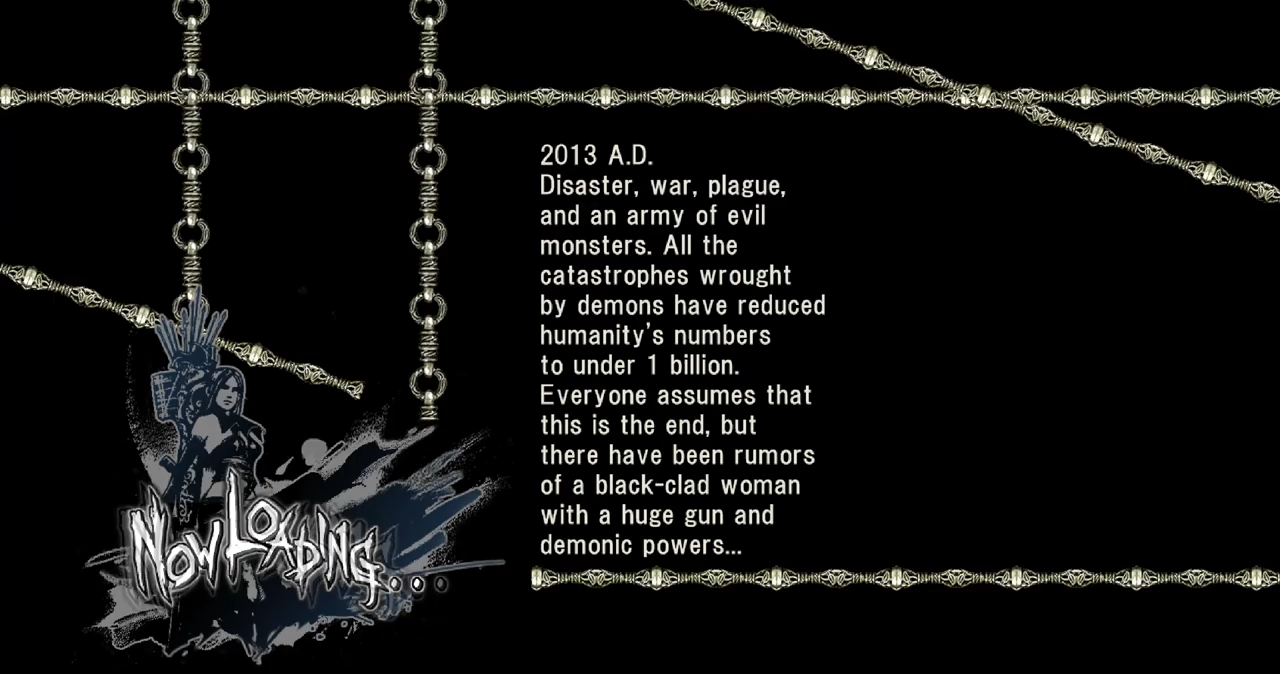 2013 A.D.
Disaster, war, plague,
and an army of evil
monsters. All the
catastrophes wrought
by demons have reduced
humanity's numbers
to under 1 billion.
Everyone assumes that
this is the end, but
there have been rumors
of a black-clad woman
with a huge gun and
demonic powers...
Now Loading...